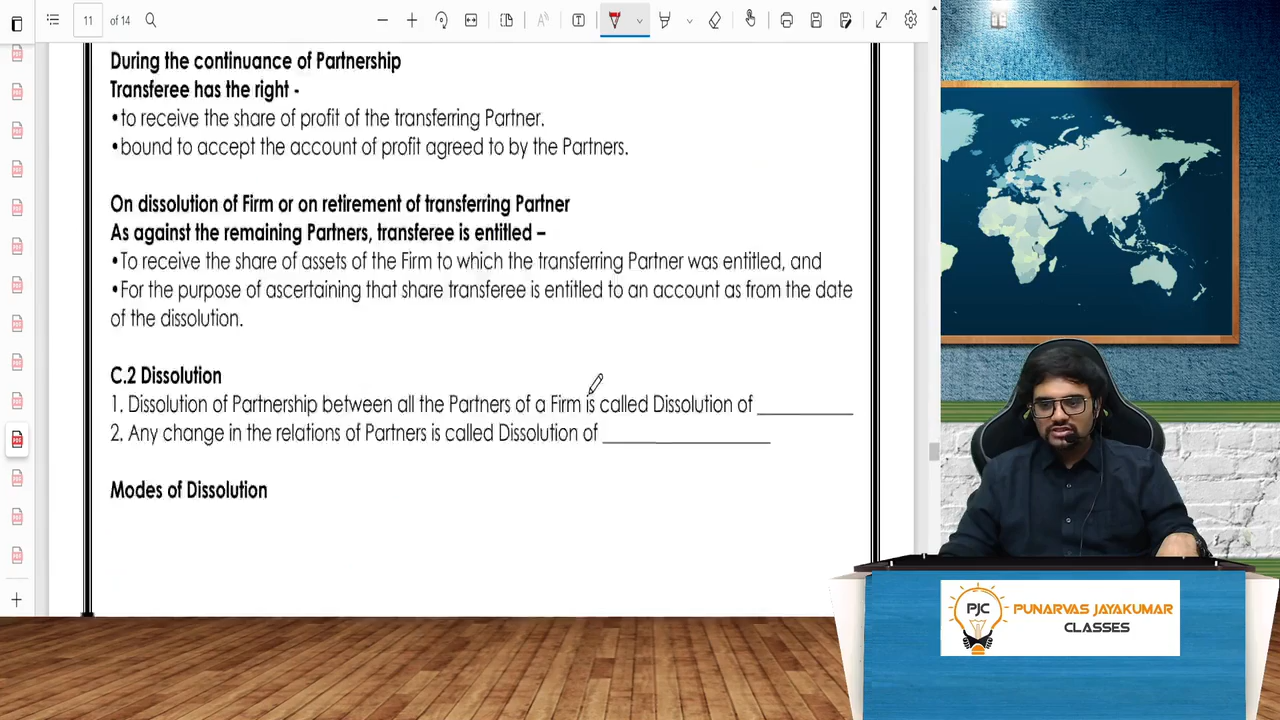 11 of 14
During the continuance of Partnership
Transferee has the right -
•to receive the share of profit of the transferring Partner.
•bound to accept the account of profit agreed to by the Partners.
On dissolution of Firm or on retirement of transferring Partner
As against the remaining Partners, transferee is entitled –
•To receive the share of assets of the Firm to which the transferring Partner was entitled, and
•For the purpose of ascertaining that share transferee is entitled to an account as from the date
of the dissolution.
C.2 Dissolution
1. Dissolution of Partnership between all the Partners of a Firm is called Dissolution of ___________
2. Any change in the relations of Partners is called Dissolution of ___________________
Modes of Dissolution
PJC
PUNARVAS JAYAKUMAR
CLASSES